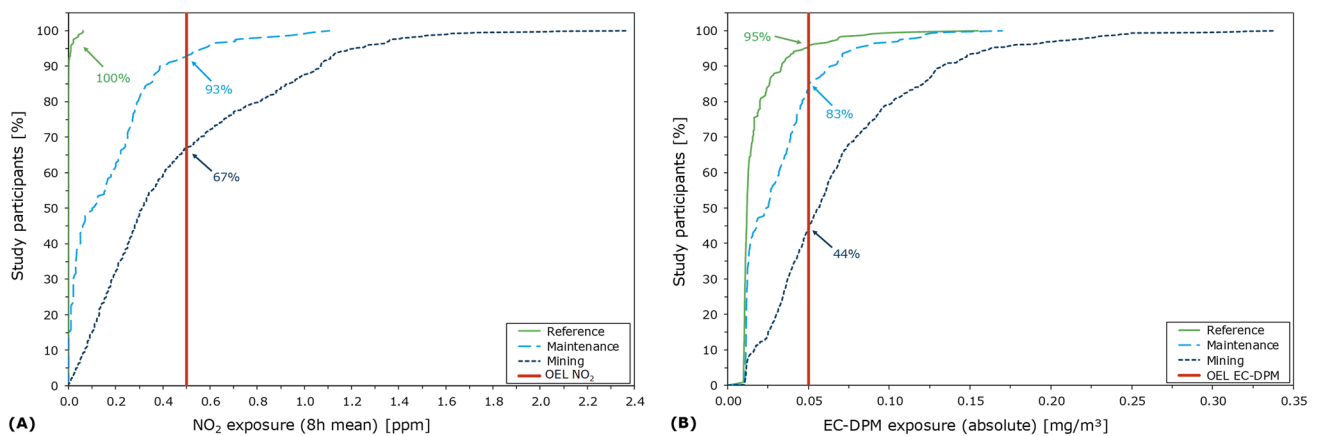 100
90
80
70
60
50
40
30
20
10
0
Study participants [%]
100%
93%
67%
Reference
Maintenance
Mining
OEL NO₂
0.0 0.2 0.4 0.6 0.8 1.0 1.2 1.4 1.6 1.8 2.0 2.2 2.4
(A)
NO₂ exposure (8h mean) [ppm]
100
90
80
70
60
50
40
30
20
10
0
Study participants [%]
95%
83%
44%
Reference
Maintenance
Mining
OEL EC-DPM
0.00 0.05 0.10 0.15 0.20 0.25 0.30 0.35
(B)
EC-DPM exposure (absolute) [mg/m³]